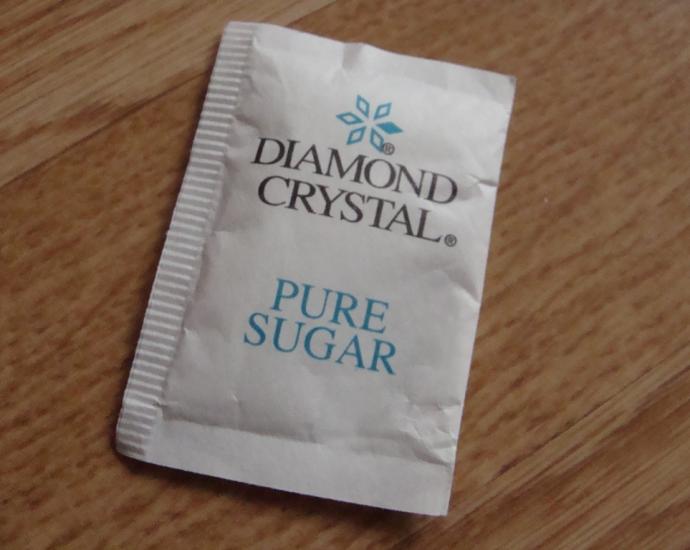 ®
DIAMOND
CRYSTAL®
PURE
SUGAR